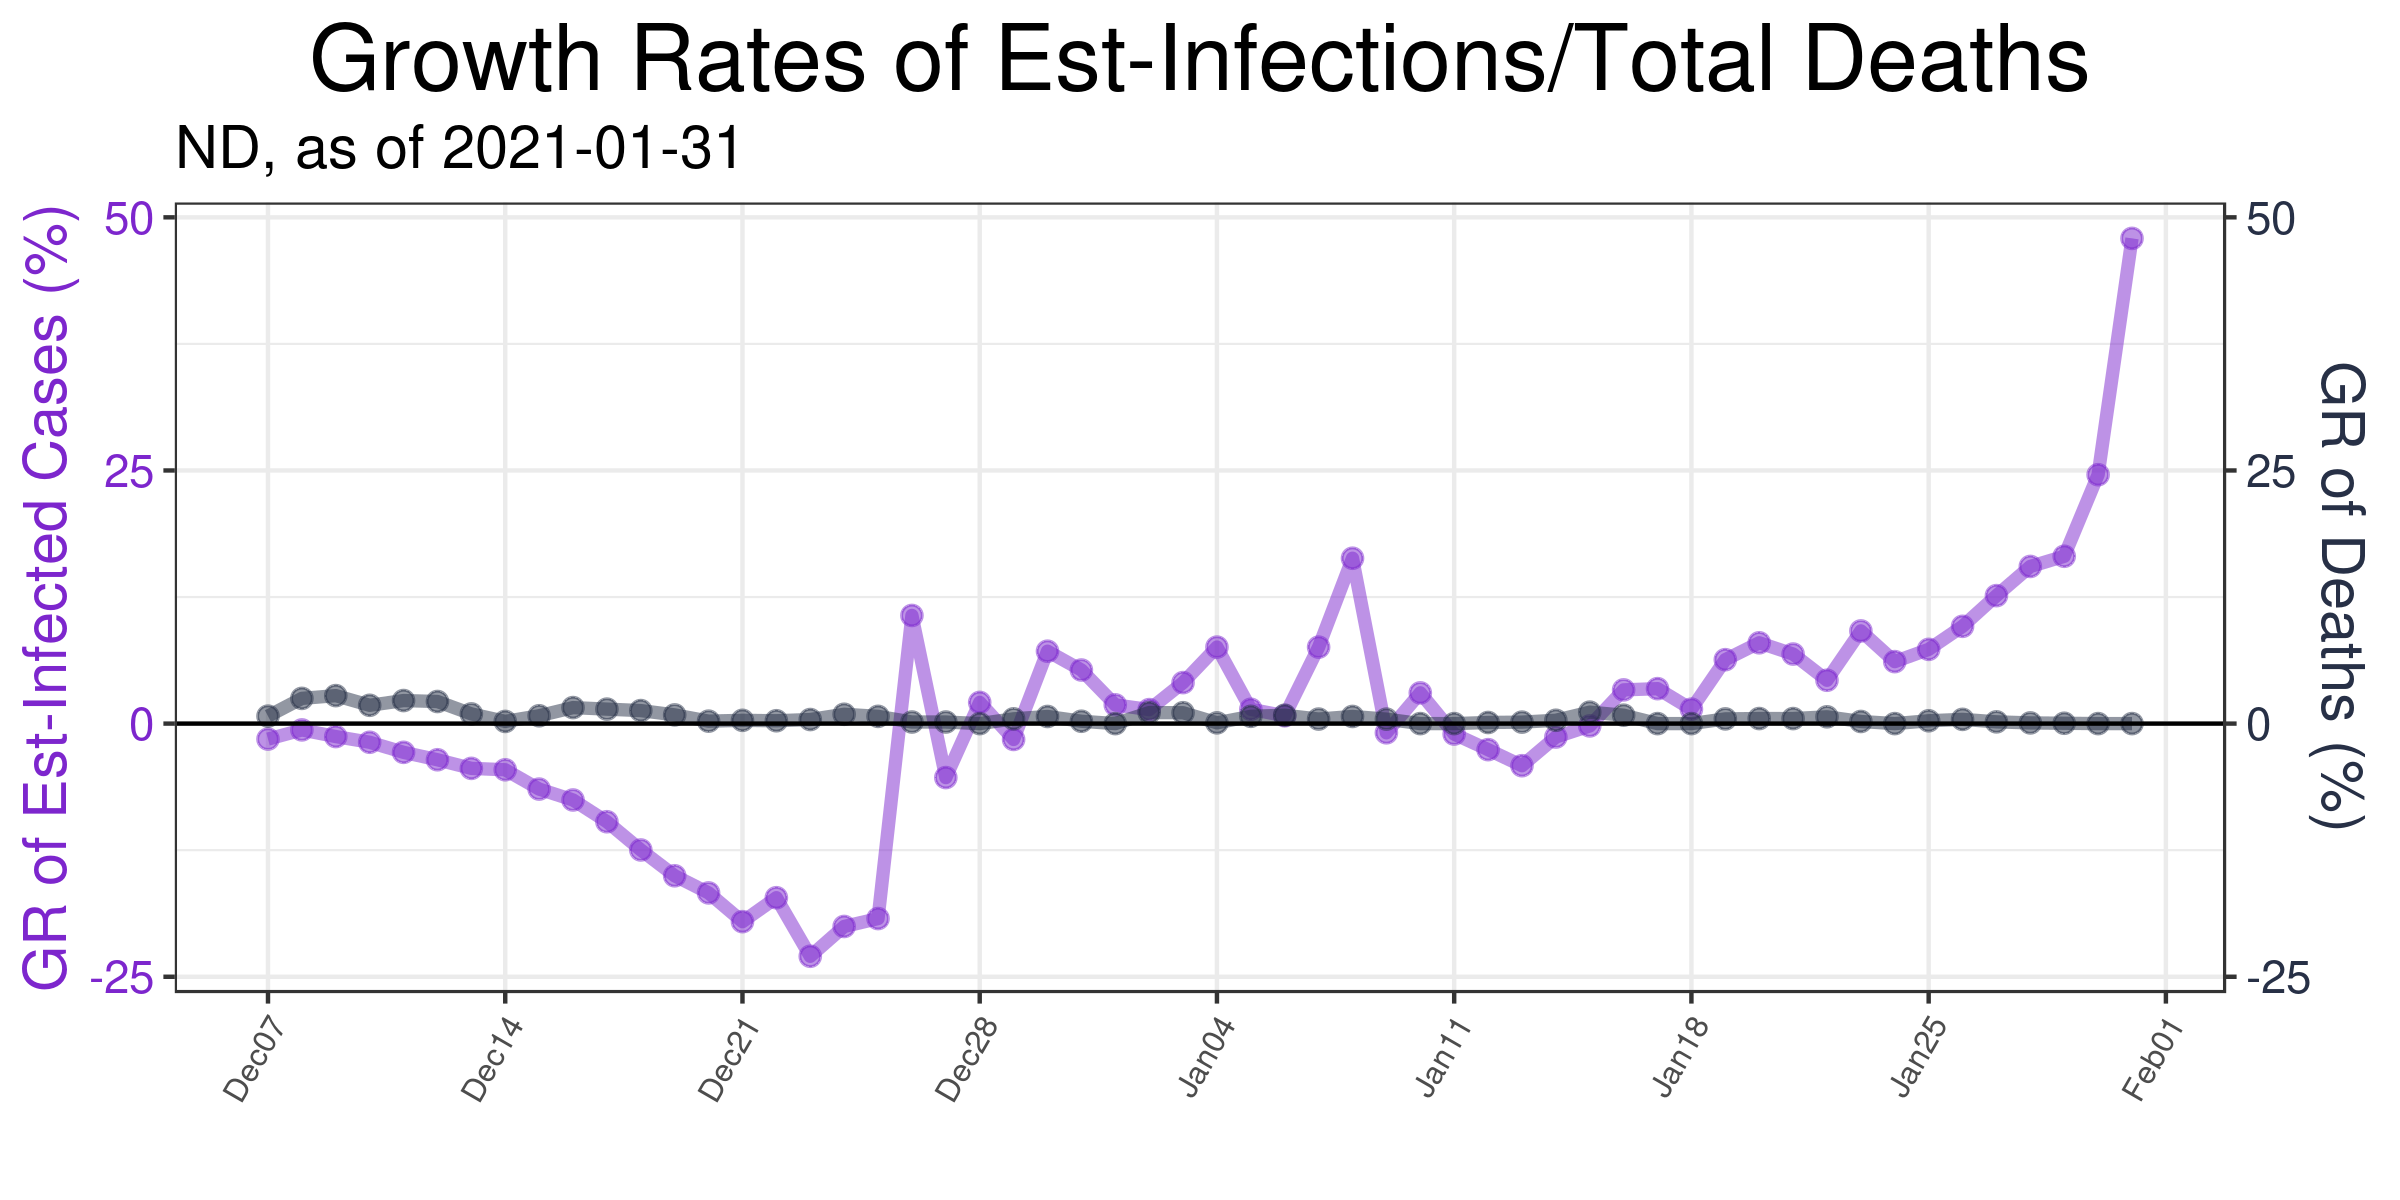 Growth Rates of Est-Infections/Total Deaths
ND, as of 2021-01-31
GR of Est-Infected Cases (%)
50
25
0
-25
50
25
0
-25
GR of Deaths (%)
Dec07
Dec14
Dec21
Dec28
Jan04
Jan11
Jan18
Jan25
Feb01